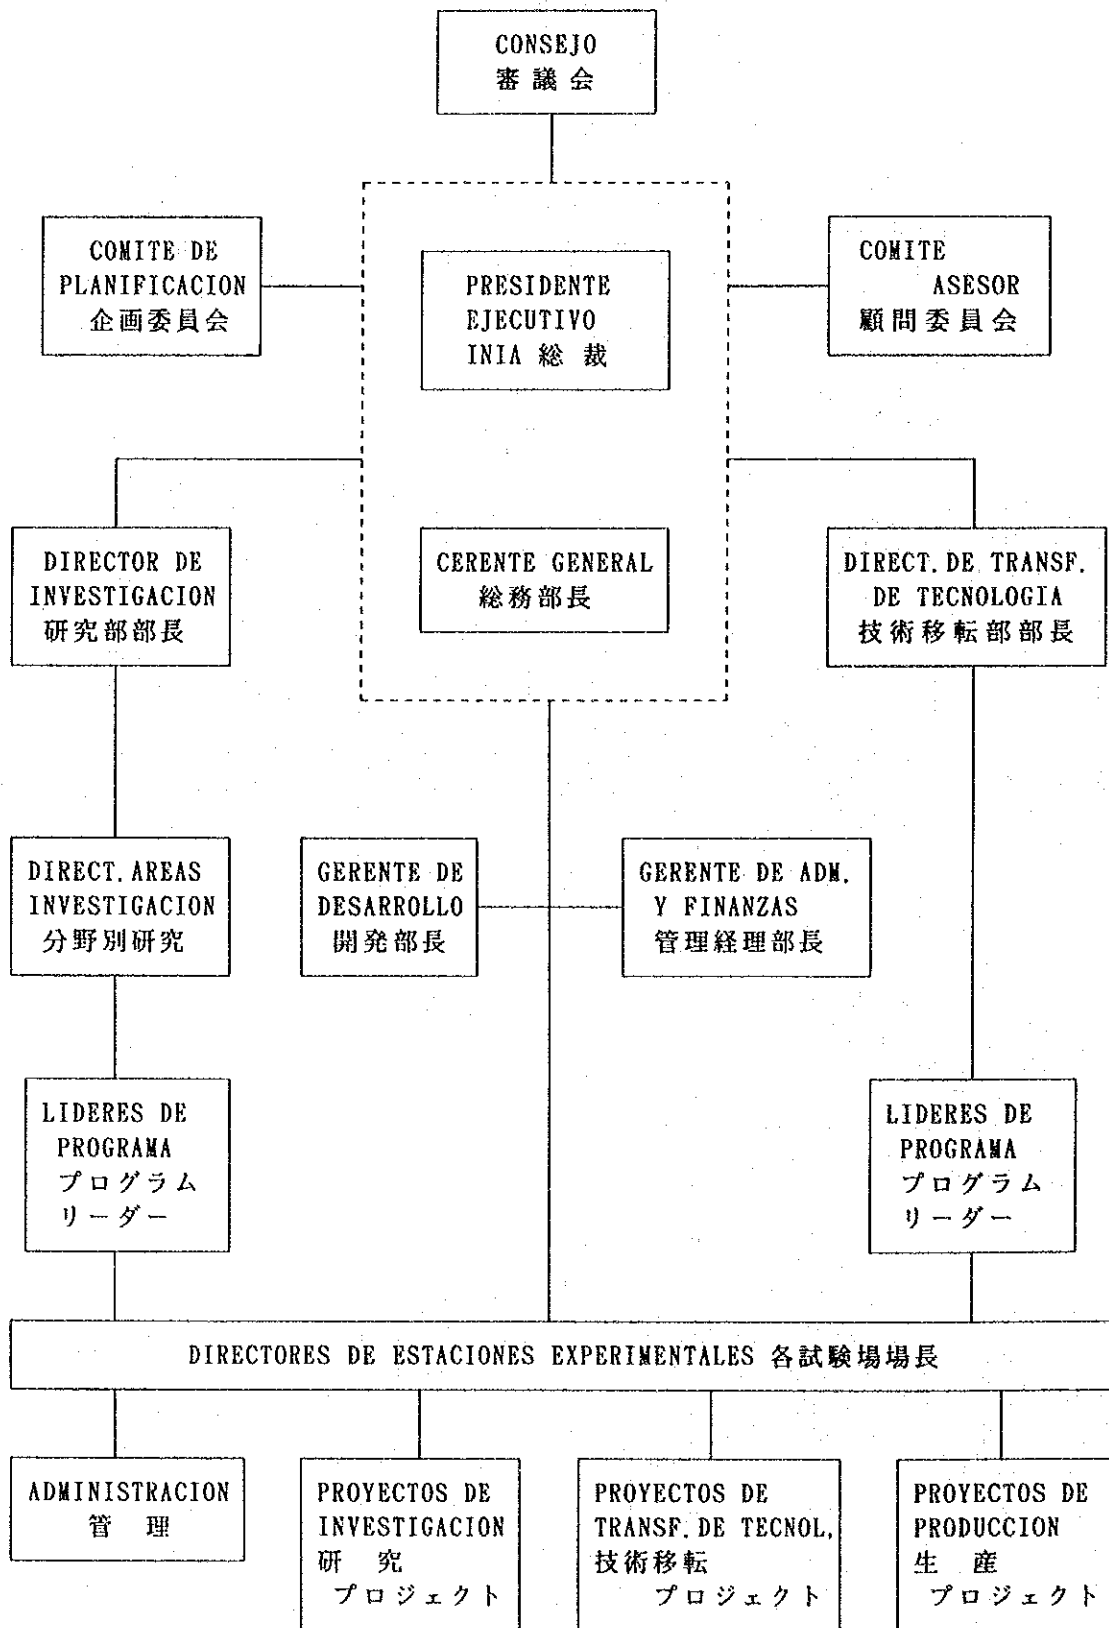 CONSEJO
審議会
COMITE DE
PLANIFICACION
企画委員会
PRESIDENTE
EJECUTIVO
INIA 総 裁
COMITE
ASESOR
顧問委員会
DIRECTOR DE
INVESTIGACION
研究部部長
CERENTE GENERAL
総務部長
DIRECT. DE TRANSF.
DE TECNOLOGIA
技術移転部部長
DIRECT. AREAS
INVESTIGACION
分野別研究
GERENTE DE
DESARROLLO
開発部長
GERENTE DE ADM.
Y FINANZAS
管理経理部長
LIDERES DE
PROGRAMA
プログラム
リーダー
LIDERES DE
PROGRAMA
プログラム
リーダー
DIRECTORES DE ESTACIONES EXPERIMENTALES 各試験場場長
ADMINISTRACION
管 理
PROYECTOS DE
INVESTIGACION
研 究
プロジェクト
PROYECTOS DE
TRANSF. DE TECNOL.
技術移転
プロジェクト
PROYECTOS DE
PRODUCCION
生 産
プロジェクト